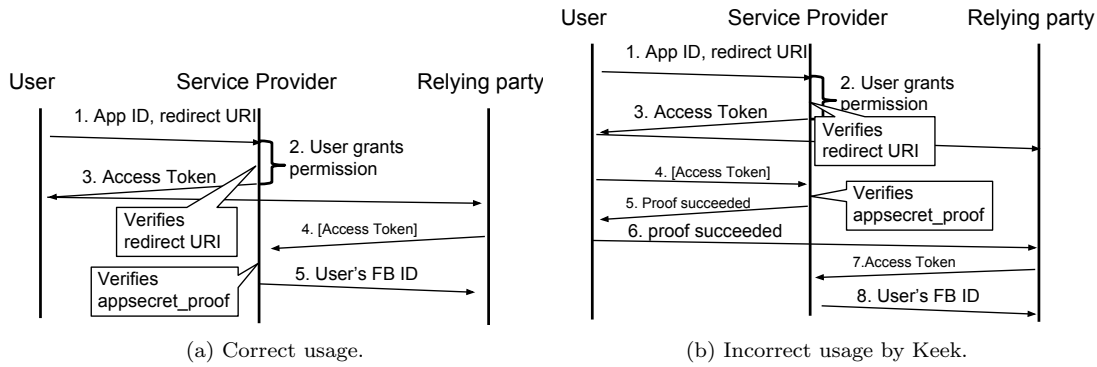 User
Service Provider
Relying party
1. App ID, redirect URI
2. User grants
permission
3. Access Token
Verifies
redirect URI
4. [Access Token]
Verifies
appsecret_proof
5. User's FB ID
(a) Correct usage.
User
Service Provider
Relying party
1. App ID, redirect URI
2. User grants
permission
3. Access Token
Verifies
redirect URI
4. [Access Token]
Verifies
appsecret_proof
5. Proof succeeded
6. proof succeeded
7.Access Token
8. User's FB ID
(b) Incorrect usage by Keek.